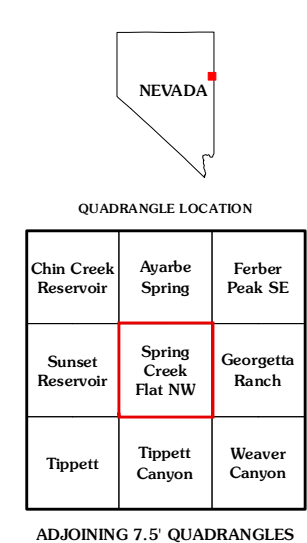 NEVADA
QUADRANGLE LOCATION
Chin Creek
Reservoir
Ayarbe
Spring
Ferber
Peak SE
Sunset
Reservoir
Spring
Creek
Flat NW
Georgetta
Ranch
Tippett
Tippett
Canyon
Weaver
Canyon
ADJOINING 7.5' QUADRANGLES